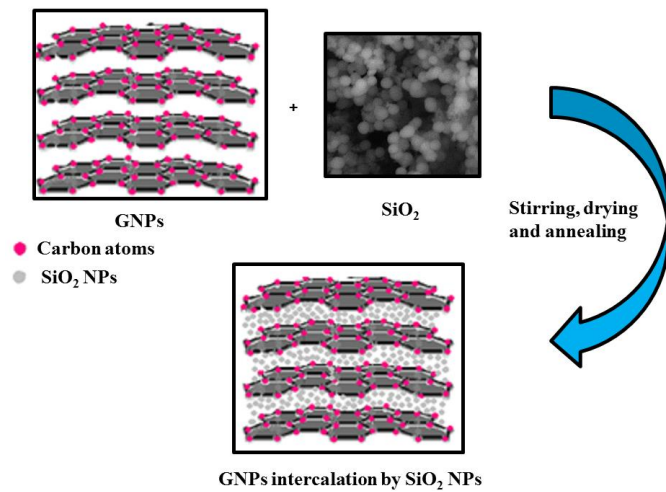 +
GNPs
SiO₂
Stirring, drying
and annealing
Carbon atoms
SiO₂ NPs
GNPs intercalation by SiO₂ NPs